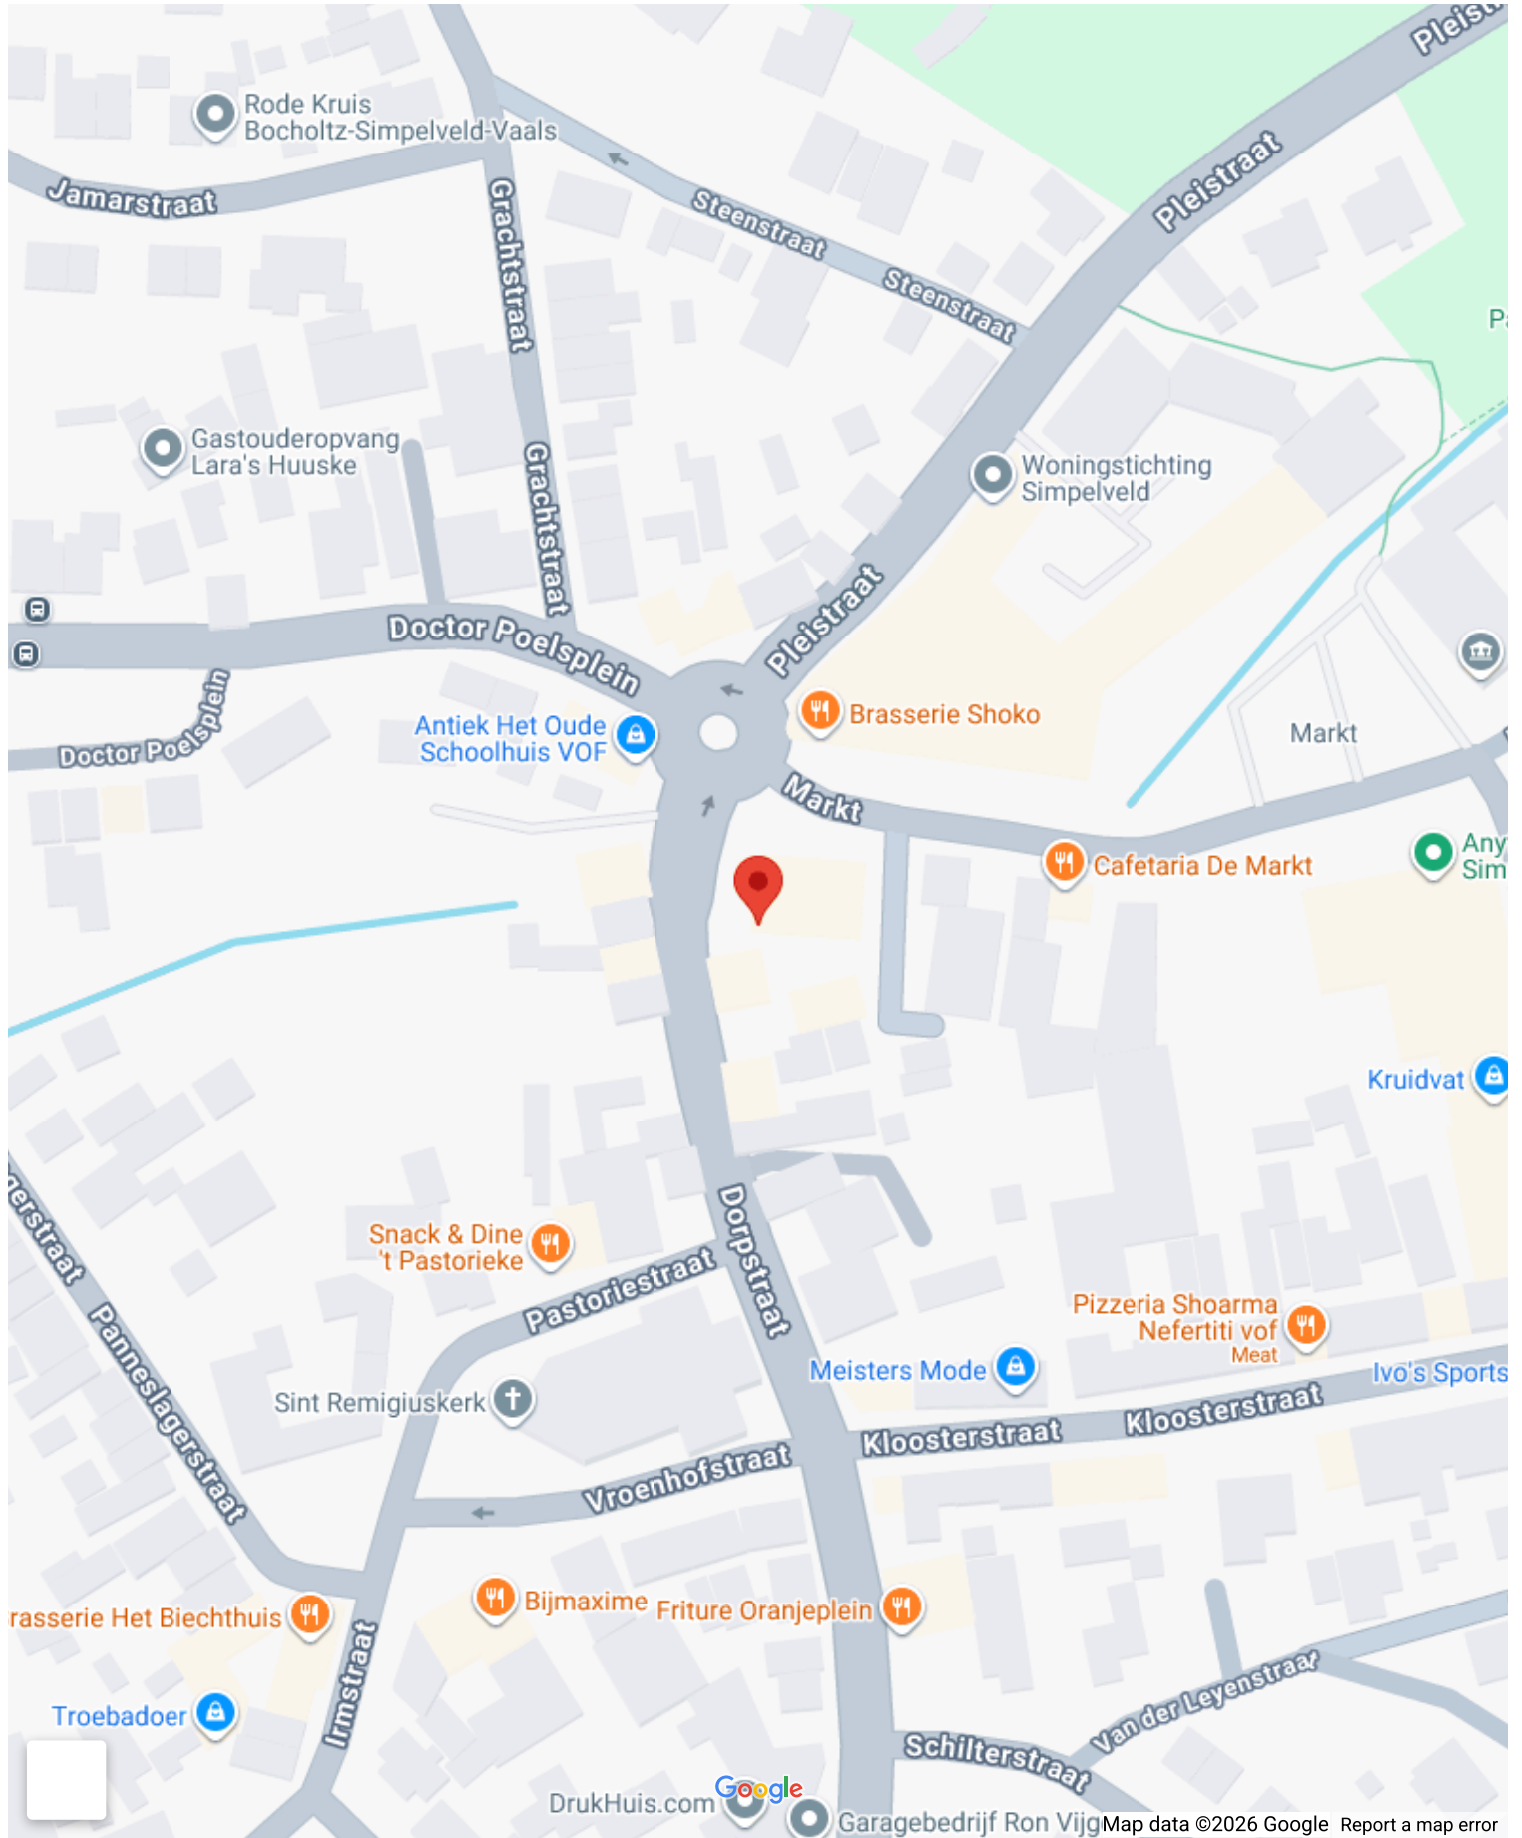 Pleistr
Rode Kruis
Bocholtz-Simpelveld-Vaals
Jamarstraat
Grachtstraat
Steenstraat
Pleistraat
Steenstraat
Gastouderopvang
Lara's Huuske
Grachtstraat
Woningstichting
Simpelveld
Doctor Poelsplein
Pleistraat
Doctor Poelsplein
Antiek Het Oude
Schoolhuis VOF
Brasserie Shoko
Markt
Markt
Cafetaria De Markt
Any
Sim
Kruidvat
gerstraat
Panneslagerstraat
Snack & Dine
't Pastorieke
Pastoriestraat
Dorpstraat
Pizzeria Shoarma
Nefertiti vof
Meat
Meisters Mode
Ivo's Sports
Sint Remigiuskerk
Kloosterstraat
Kloosterstraat
Vroenhofstraat
Bijmaxime
Friture Oranjeplein
rasserie Het Biechthuis
Irmstraat
Troebadoer
Van der Leyenstraat
Schilterstraat
Google
DrukHuis.com
Garagebedrijf Ron Vijg
Map data ©2026 Google
Report a map error